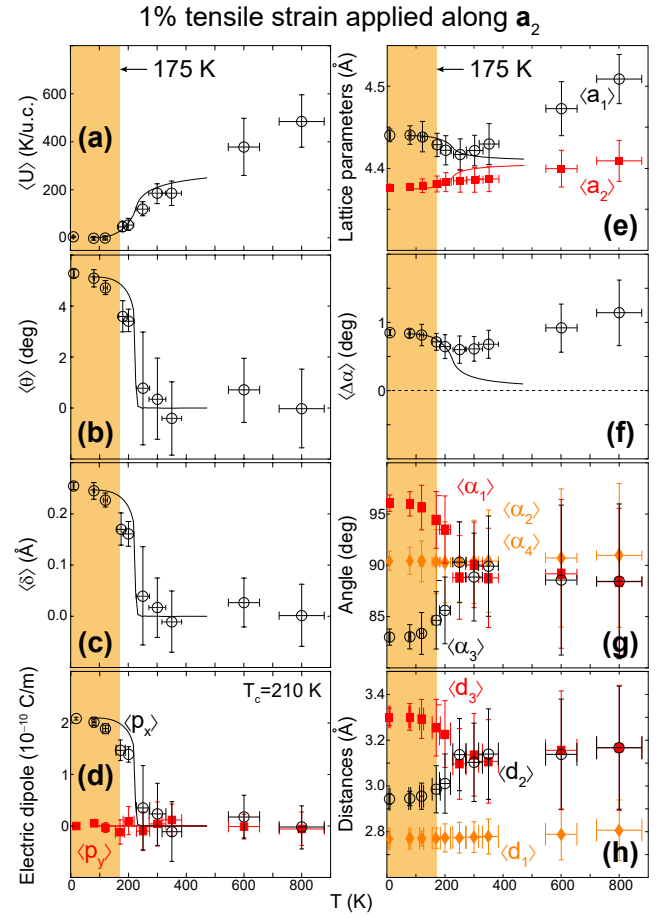 1% tensile strain applied along a₂
175 K
⟨U⟩ (K/u.c.)
600
400
200
0
(a)
⟨θ⟩ (deg)
4
0
(b)
⟨δ⟩ (Å)
0.2
0.1
0.0
(c)
Electric dipole (10⁻¹⁰ C/m)
2
1
0
T_c=210 K
⟨pₓ⟩
(d)
⟨p_y⟩
0 200 400 600 800
175 K
Lattice parameters (Å)
4.5
4.4
⟨a₁⟩
⟨a₂⟩
(e)
⟨Δα⟩ (deg)
1
0
(f)
Angle (deg)
95
90
85
⟨α₁⟩
⟨α₂⟩
⟨α₄⟩
⟨α₃⟩
(g)
Distances (Å)
3.4
3.2
3.0
2.8
⟨d₃⟩
⟨d₂⟩
⟨d₁⟩
(h)
0 200 400 600 800
T (K)